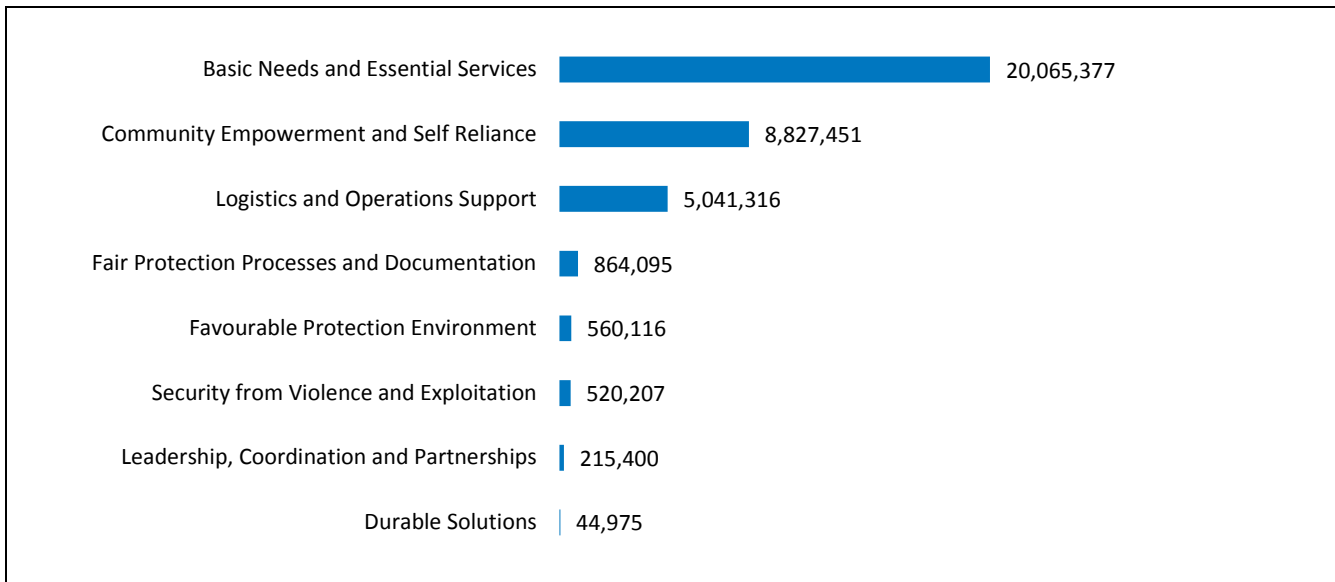 Basic Needs and Essential Services 20,065,377
Community Empowerment and Self Reliance 8,827,451
Logistics and Operations Support 5,041,316
Fair Protection Processes and Documentation 864,095
Favourable Protection Environment 560,116
Security from Violence and Exploitation 520,207
Leadership, Coordination and Partnerships 215,400
Durable Solutions 44,975